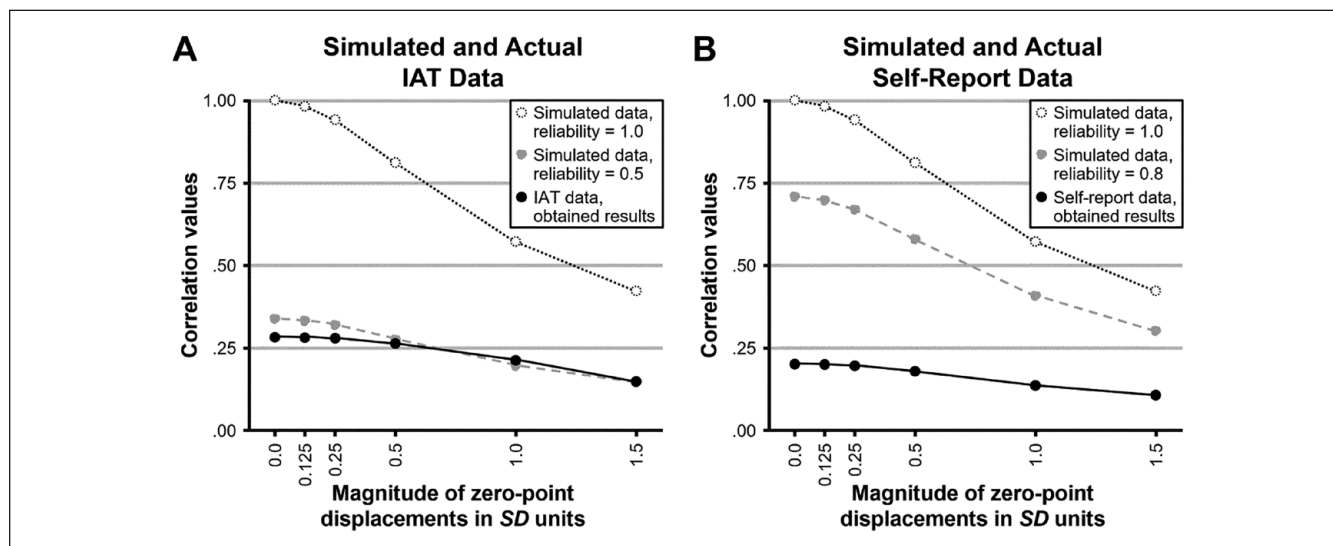 A
Simulated and Actual
IAT Data
Correlation values
1.00
.75
.50
.25
.00
Simulated data,
reliability = 1.0
Simulated data,
reliability = 0.5
IAT data,
obtained results
0.0
0.125
0.25
0.5
1.0
1.5
Magnitude of zero-point
displacements in SD units
B
Simulated and Actual
Self-Report Data
Correlation values
1.00
.75
.50
.25
.00
Simulated data,
reliability = 1.0
Simulated data,
reliability = 0.8
Self-report data,
obtained results
0.0
0.125
0.25
0.5
1.0
1.5
Magnitude of zero-point
displacements in SD units